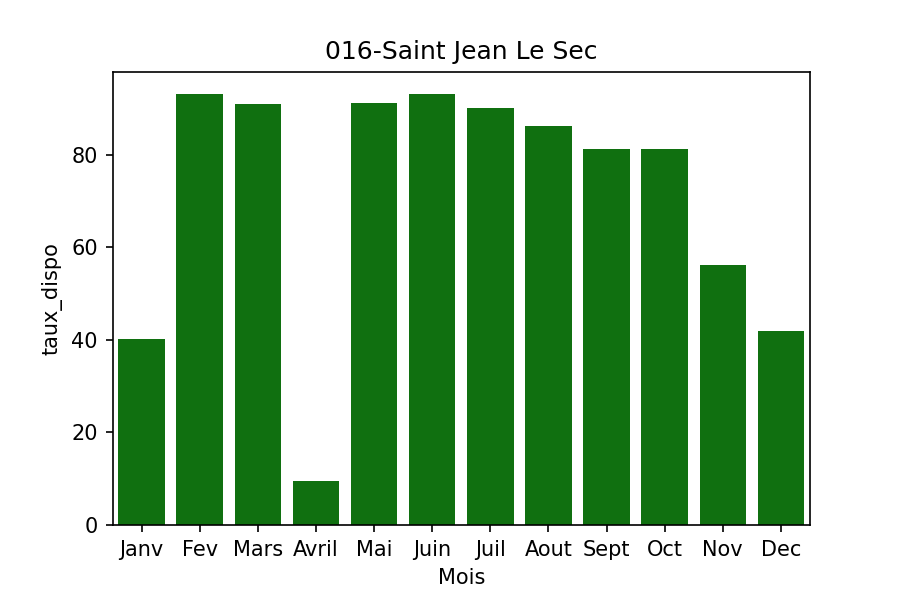 016-Saint Jean Le Sec
taux_dispo
80
60
40
20
0
Janv Fev Mars Avril Mai Juin Juil Aout Sept Oct Nov Dec
Mois